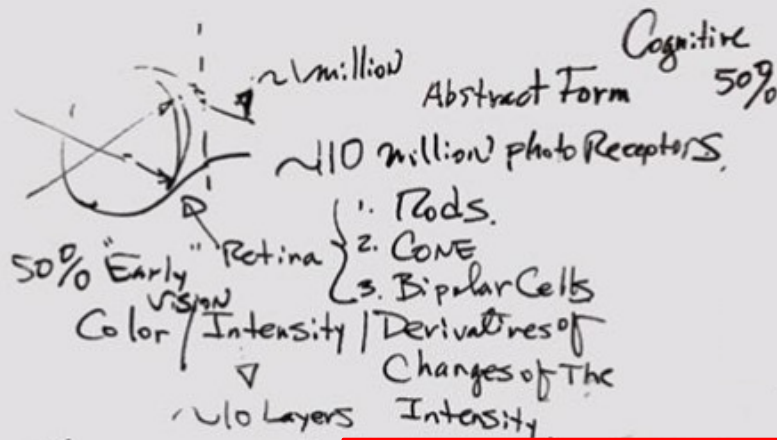 Cognitive
50%
~1 million
Abstract Form
~110 million photo Receptors.
1. Rods.
Retina 2. CONE
3. Bipolar Cells
50% "Early" Vision
Color / Intensity / Derivatives of
Changes of The
Intensity
~10 Layers